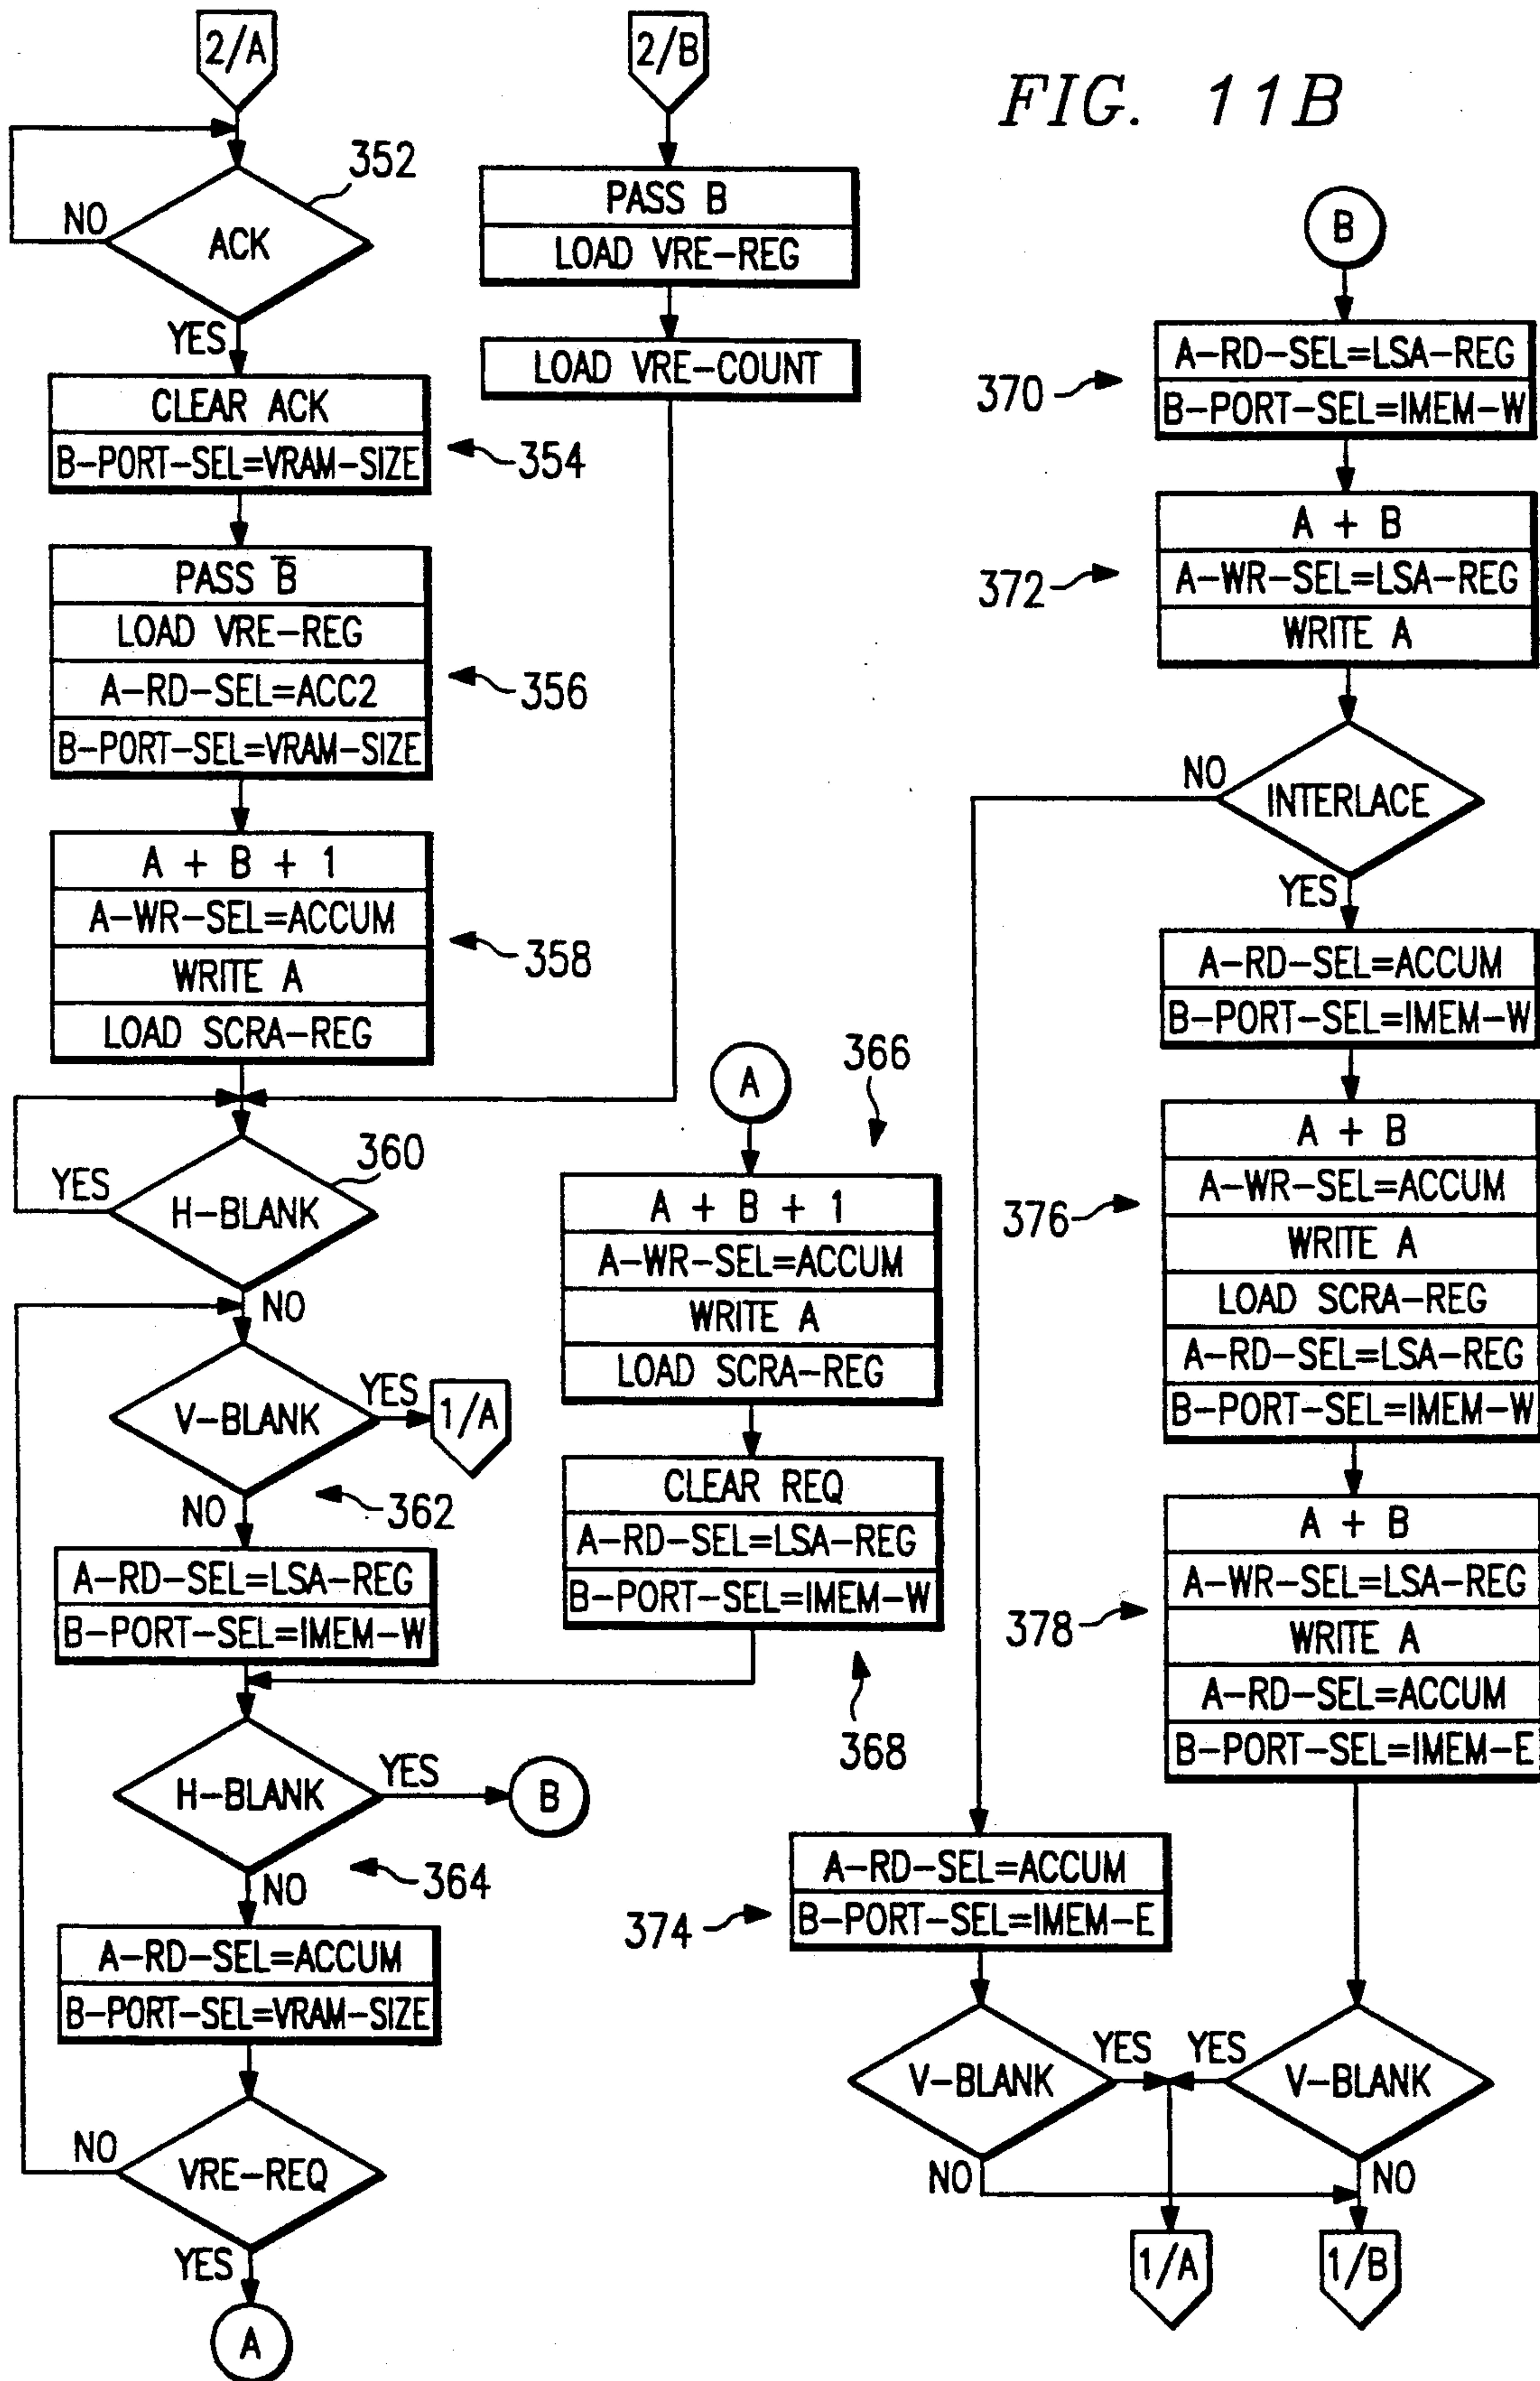 FIG. 11B
2/A
352
NO
ACK
YES
CLEAR ACK
B-PORT-SEL=VRAM-SIZE
354
PASS B̅
LOAD VRE-REG
A-RD-SEL=ACC2
B-PORT-SEL=VRAM-SIZE
356
A + B + 1
A-WR-SEL=ACCUM
WRITE A
LOAD SCRA-REG
358
360
YES
H-BLANK
NO
V-BLANK
YES
1/A
NO
362
A-RD-SEL=LSA-REG
B-PORT-SEL=IMEM-W
H-BLANK
YES
B
NO
364
A-RD-SEL=ACCUM
B-PORT-SEL=VRAM-SIZE
NO
VRE-REQ
YES
A
2/B
PASS B
LOAD VRE-REG
LOAD VRE-COUNT
A
366
A + B + 1
A-WR-SEL=ACCUM
WRITE A
LOAD SCRA-REG
CLEAR REQ
A-RD-SEL=LSA-REG
B-PORT-SEL=IMEM-W
368
B
A-RD-SEL=LSA-REG
B-PORT-SEL=IMEM-W
370
A + B
A-WR-SEL=LSA-REG
WRITE A
372
NO
INTERLACE
YES
A-RD-SEL=ACCUM
B-PORT-SEL=IMEM-W
A + B
A-WR-SEL=ACCUM
WRITE A
LOAD SCRA-REG
A-RD-SEL=LSA-REG
B-PORT-SEL=IMEM-W
376
A + B
A-WR-SEL=LSA-REG
WRITE A
A-RD-SEL=ACCUM
B-PORT-SEL=IMEM-E
378
A-RD-SEL=ACCUM
B-PORT-SEL=IMEM-E
374
V-BLANK
YES
YES
V-BLANK
NO
NO
1/A
1/B